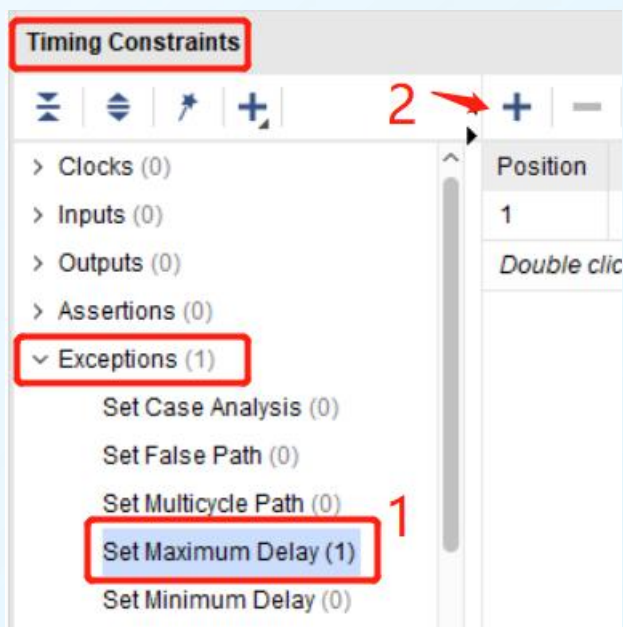 Timing Constraints
2
Clocks (0)
Position
Inputs (0)
1
Outputs (0)
Double clic
Assertions (0)
Exceptions (1)
Set Case Analysis (0)
Set False Path (0)
Set Multicycle Path (0)
1
Set Maximum Delay (1)
Set Minimum Delay (0)